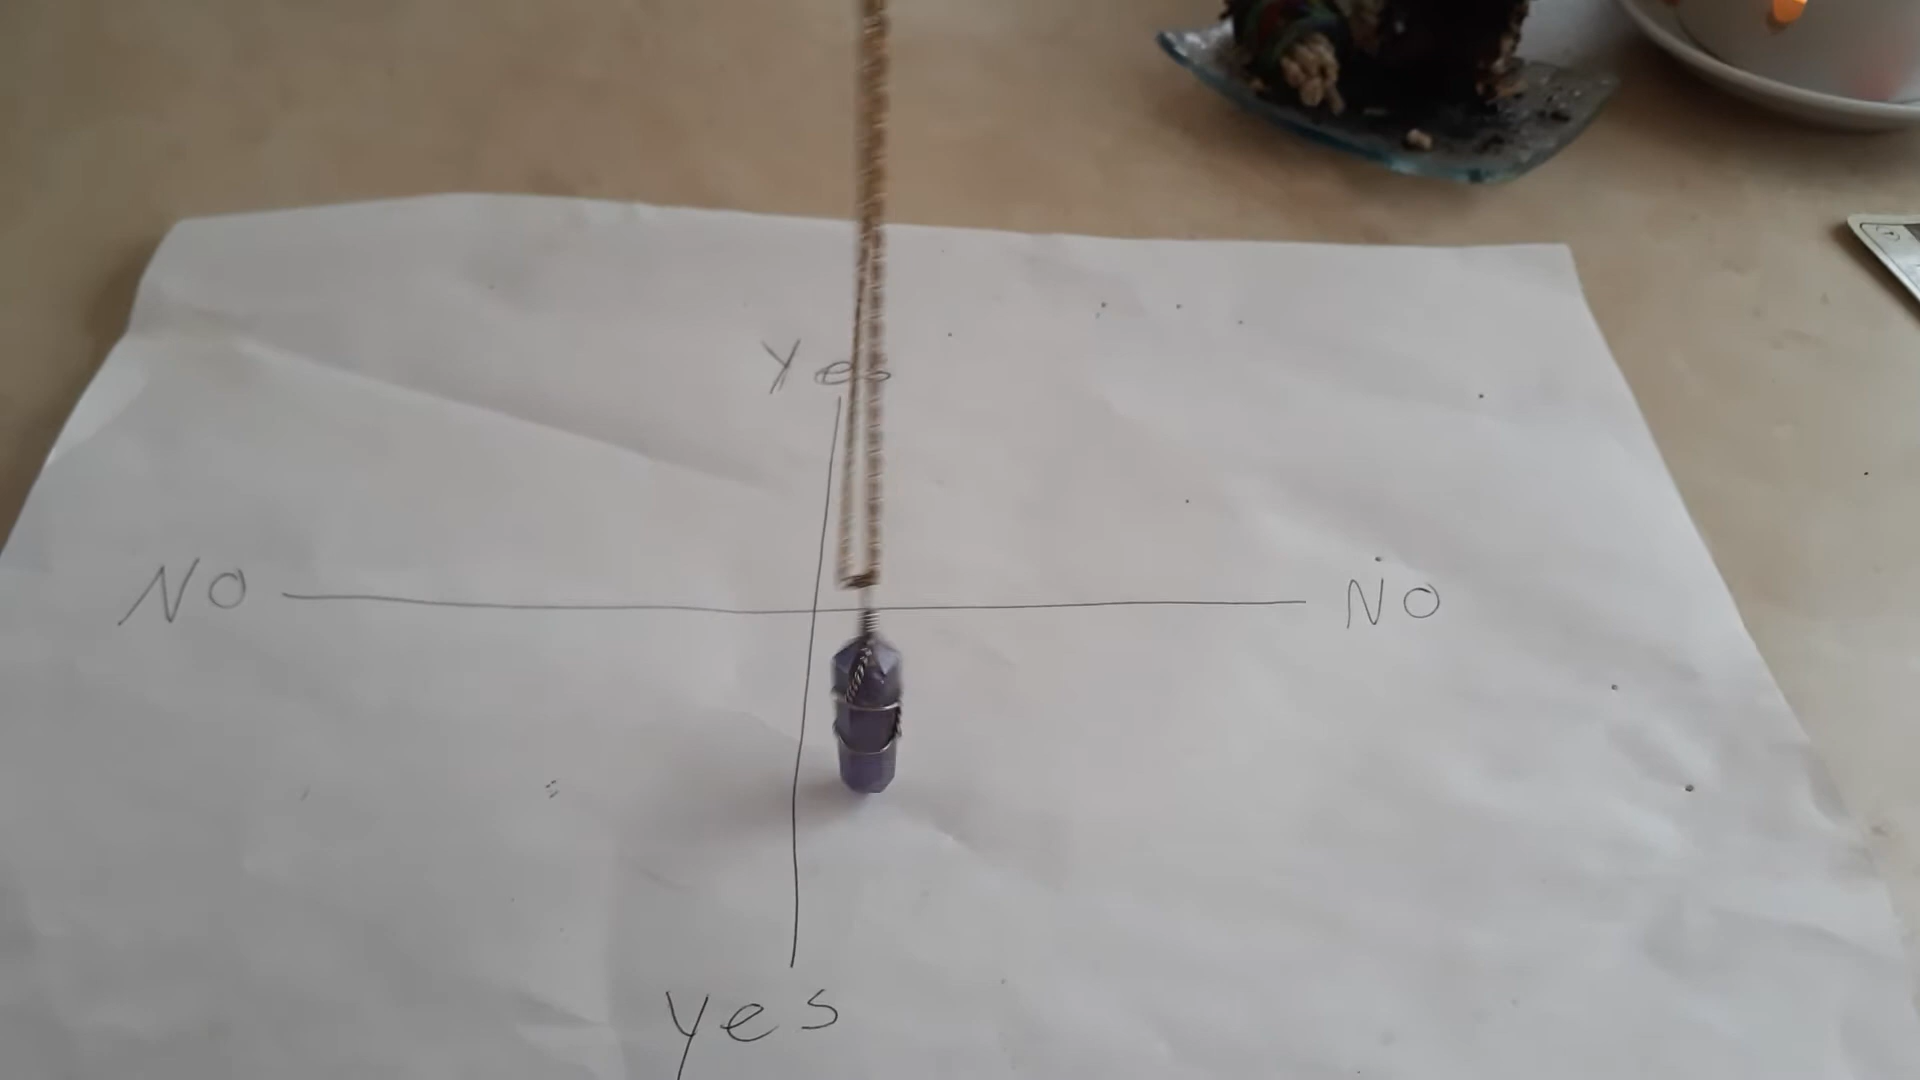 Yes
NO NO
yes